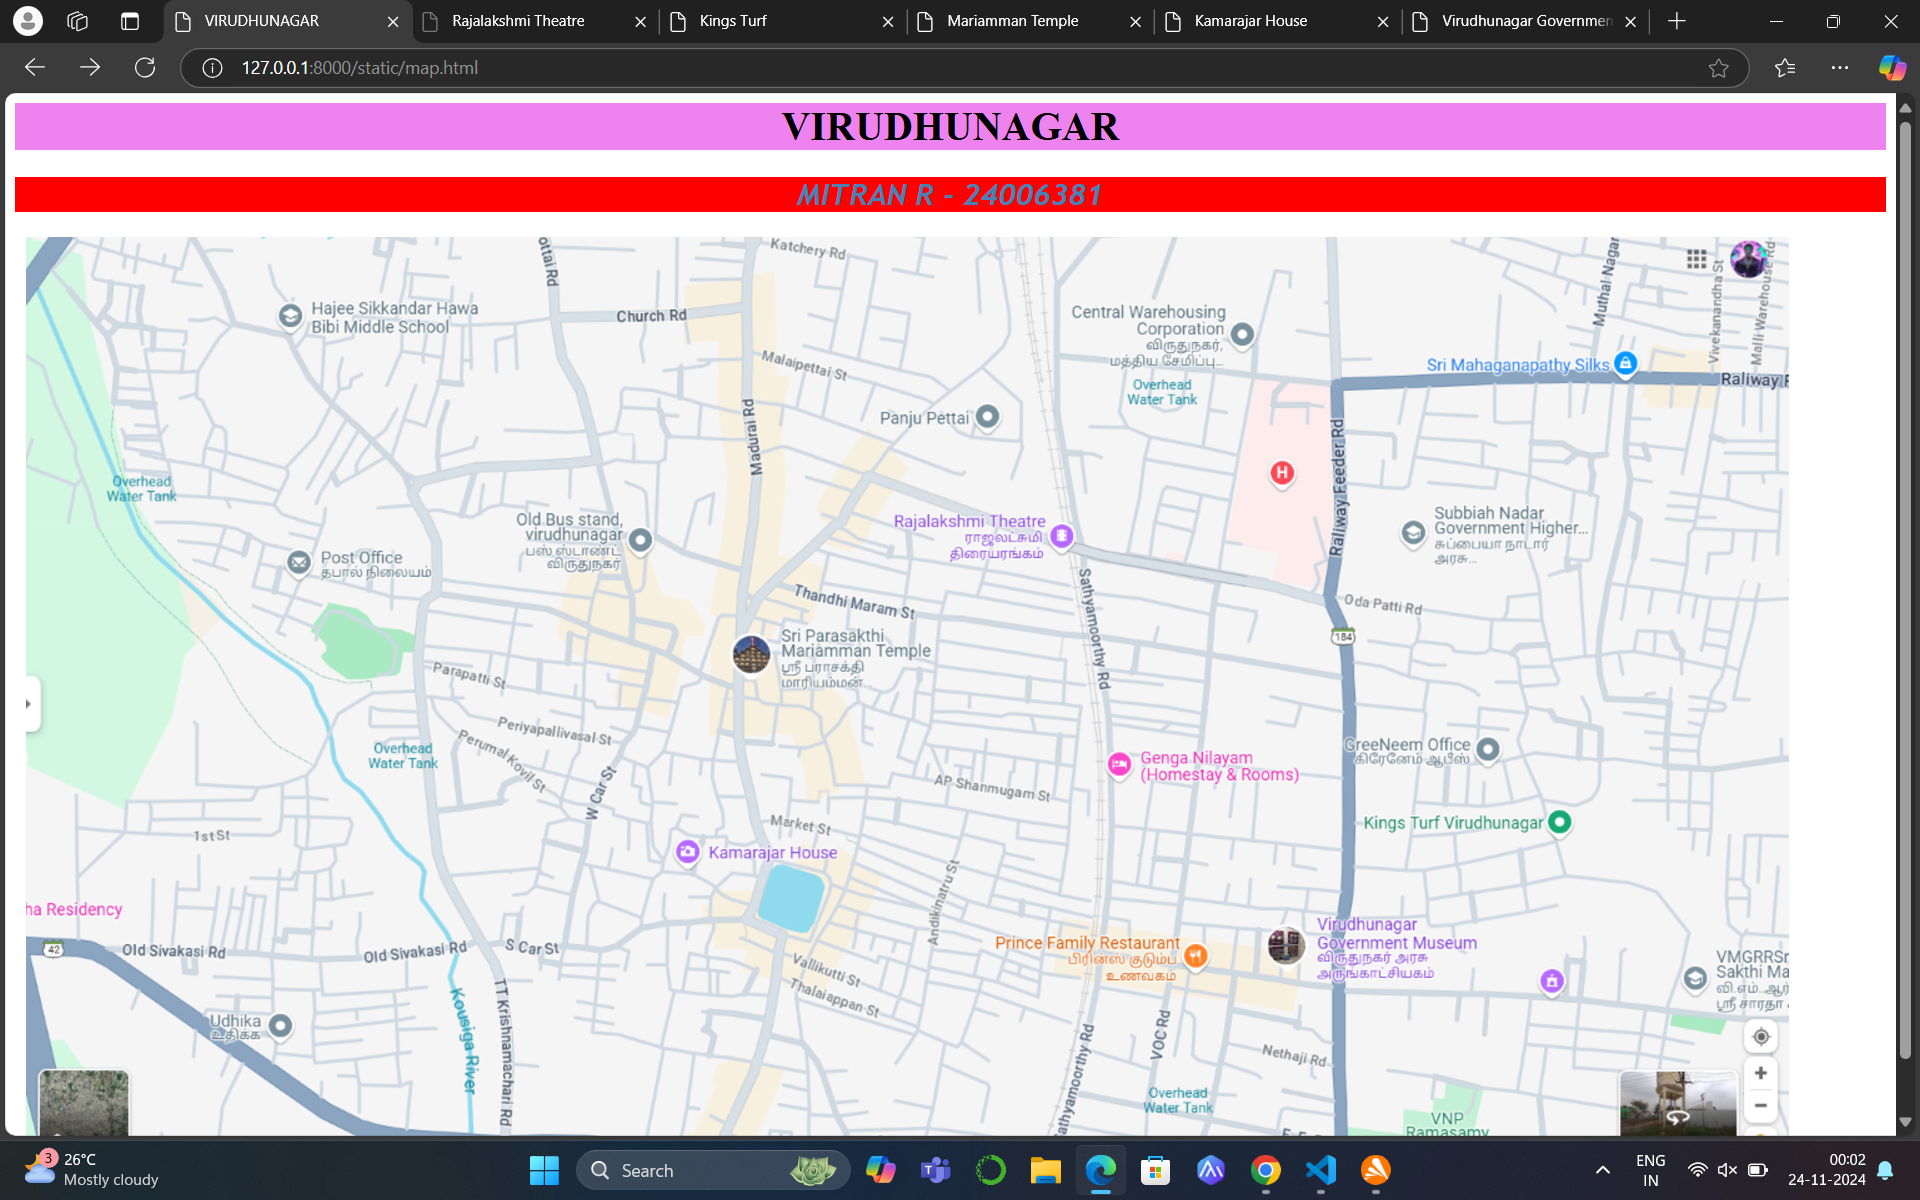 VIRUDHUNAGAR
Rajalakshmi Theatre
Kings Turf
Mariamman Temple
Kamarajar House
Virudhunagar Governmen
127.0.0.1:8000/static/map.html
VIRUDHUNAGAR
MITRAN R - 24006381
Katchery Rd
ottai Rd
Muthal Nagar
Vivekanandha St
Malli Warehouse Rd
Hajee Sikkandar Hawa
Bibi Middle School
Church Rd
Central Warehousing
Corporation
விருதுநகர்,
மத்திய சேமிப்பு...
Overhead
Water Tank
Malaipettai St
Sri Mahaganapathy Silks
Raliway R
Madurai Rd
Panju Pettai
Raliway Feeder Rd
H
Overhead
Water Tank
Old Bus stand,
virudhunagar
பஸ் ஸ்டாண்ட்
விருதுநகர்
Rajalakshmi Theatre
ராஜலட்சுமி
திரையரங்கம்
Subbiah Nadar
Government Higher...
சுப்பையா நாடார்
அரசு...
Post Office
தபால் நிலையம்
Thandhi Maram St
Sathyamoorthy Rd
Oda Patti Rd
184
Sri Parasakthi
Mariamman Temple
ஸ்ரீ பராசக்தி
மாரியம்மன்...
Parapatti St
Periyapallivasal St
Perumal Kovil St
Overhead
Water Tank
W Car St
Genga Nilayam
(Homestay & Rooms)
GreeNeem Office
கிரேனேம் ஆபீஸ்
AP Shanmugam St
Market St
Kings Turf Virudhunagar
1st St
Kamarajar House
Andikinatru St
ha Residency
42
Old Sivakasi Rd
Old Sivakasi Rd
S Car St
Prince Family Restaurant
பிரின்ஸ் குடும்ப
உணவகம்
Virudhunagar
Government Museum
விருதுநகர் அரசு
அருங்காட்சியகம்
VMGRRSr
Sakthi Ma
வி.எம்.ஆர்
ஸ்ரீ சாரதா
Vallikutti St
Thalaiappan St
TT Krishnamachari Rd
Kousiga River
Udhika
உதிக்க
VOC Rd
Sathyamoorthy Rd
Nethaji Rd
Overhead
Water Tank
VNP
Ramasamy
3
26°C
Mostly cloudy
Search
ENG
IN
00:02
24-11-2024